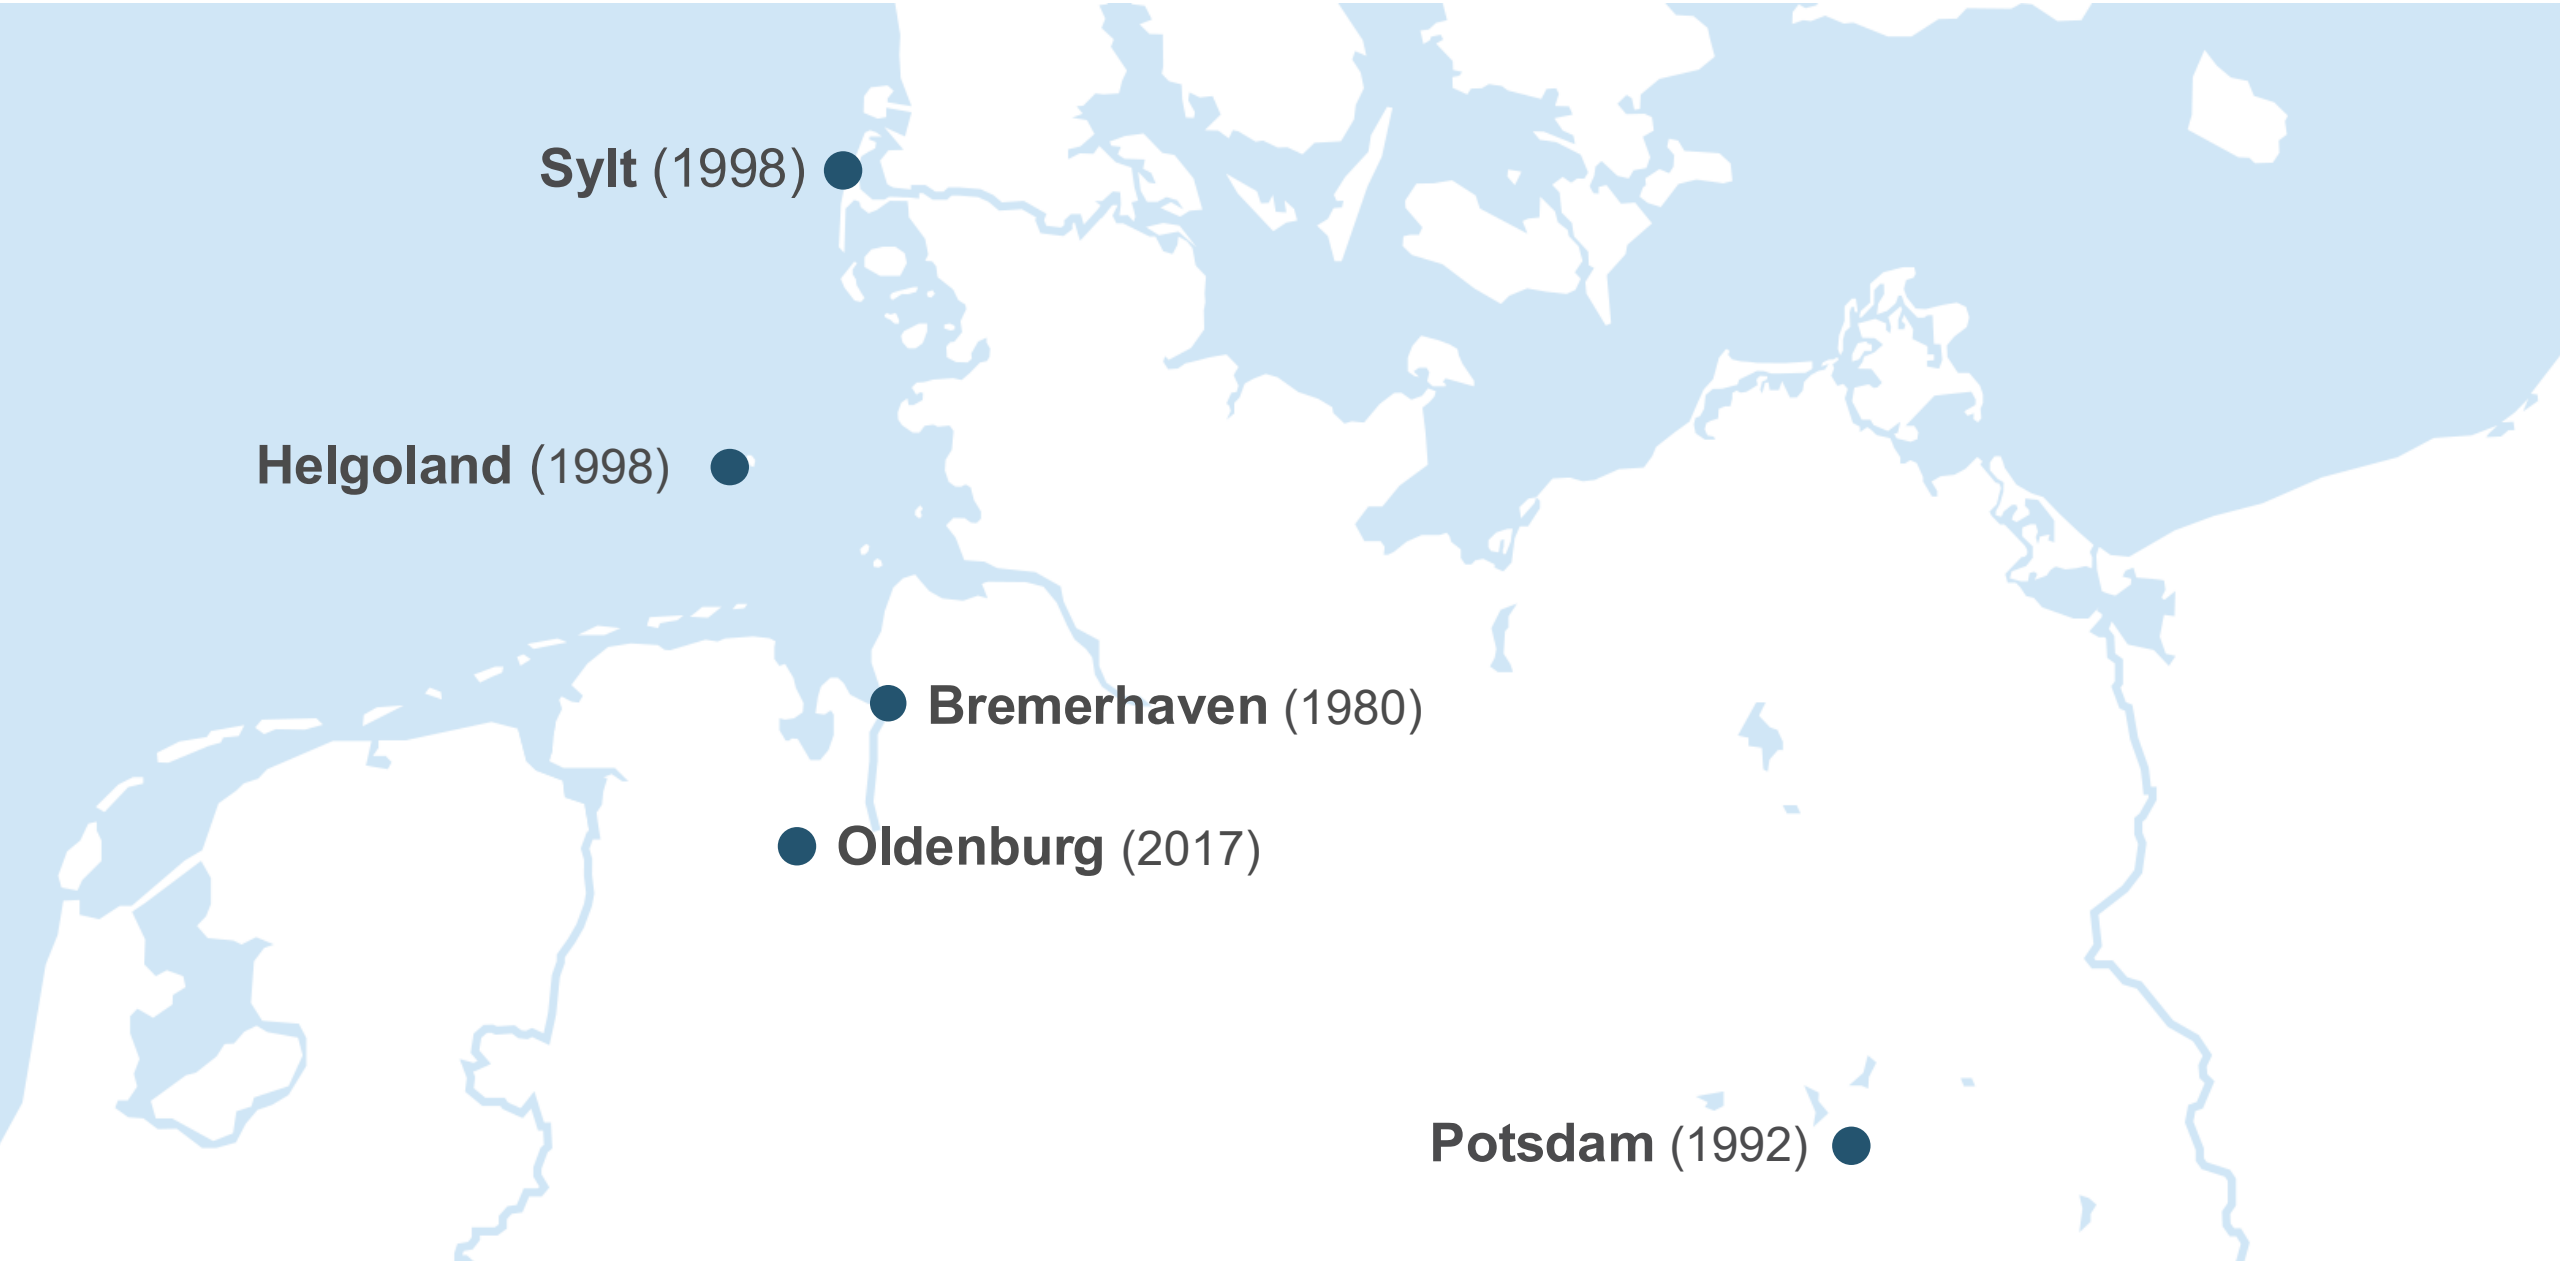 Sylt (1998)
Helgoland (1998)
Bremerhaven (1980)
Oldenburg (2017)
Potsdam (1992)